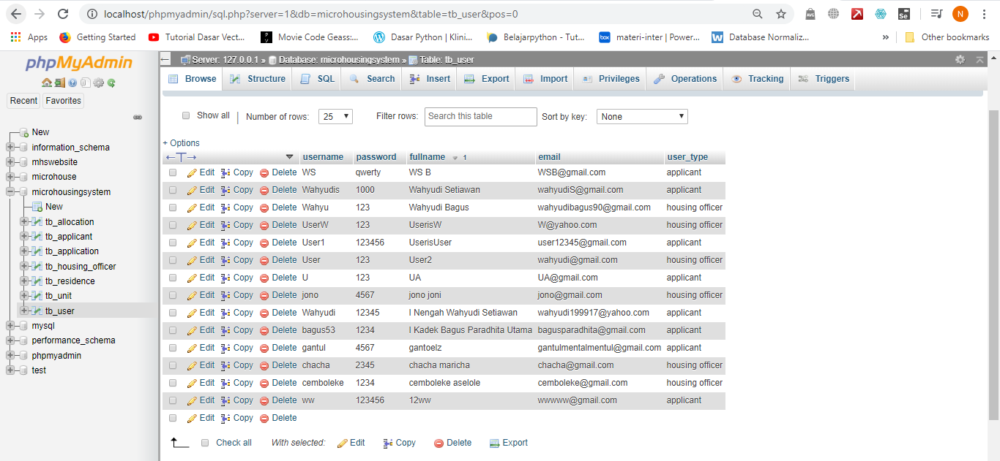 localhost/phpmyadmin/sql.php?server=1&db=microhousingsystem&table=tb_user&pos=0
Apps Getting Started Tutorial Dasar Vect... Movie Code Geass:... Dasar Python | Klini... Belajarpython - Tut... materi-inter | Power... Database Normaliz... » Other bookmarks
phpMyAdmin
Recent Favorites
New
information_schema
mhswebsite
microhouse
microhousingsystem
New
tb_allocation
tb_applicant
tb_application
tb_housing_officer
tb_residence
tb_unit
tb_user
mysql
performance_schema
phpmyadmin
test
Server: 127.0.0.1 » Database: microhousingsystem » Table: tb_user
Browse Structure SQL Search Insert Export Import Privileges Operations Tracking Triggers
Show all | Number of rows: 25 Filter rows: Search this table Sort by key: None
+ Options
username password fullname 1 email user_type
Edit Copy Delete WS qwerty WS B WSB@gmail.com applicant
Edit Copy Delete Wahyudis 1000 Wahyudi Setiawan wahyudiS@gmail.com applicant
Edit Copy Delete Wahyu 123 Wahyudi Bagus wahyudibagus90@gmail.com housing officer
Edit Copy Delete UserW 123 UserisW W@yahoo.com housing officer
Edit Copy Delete User1 123456 UserisUser user12345@gmail.com applicant
Edit Copy Delete User 123 User2 wahyudi@gmail.com housing officer
Edit Copy Delete U 123 UA UA@gmail.com applicant
Edit Copy Delete jono 4567 jono joni jono@gmail.com housing officer
Edit Copy Delete Wahyudi 12345 I Nengah Wahyudi Setiawan wahyudi199917@yahoo.com applicant
Edit Copy Delete bagus53 1234 I Kadek Bagus Paradhita Utama bagusparadhita@gmail.com applicant
Edit Copy Delete gantul 4567 gantoelz gantulmentalmentul@gmail.com applicant
Edit Copy Delete chacha 2345 chacha maricha chacha@gmail.com housing officer
Edit Copy Delete cemboleke 1234 cemboleke aselole cemboleke@gmail.com housing officer
Edit Copy Delete ww 123456 12ww wwwww@gmail.com applicant
Edit Copy Delete
Check all With selected: Edit Copy Delete Export